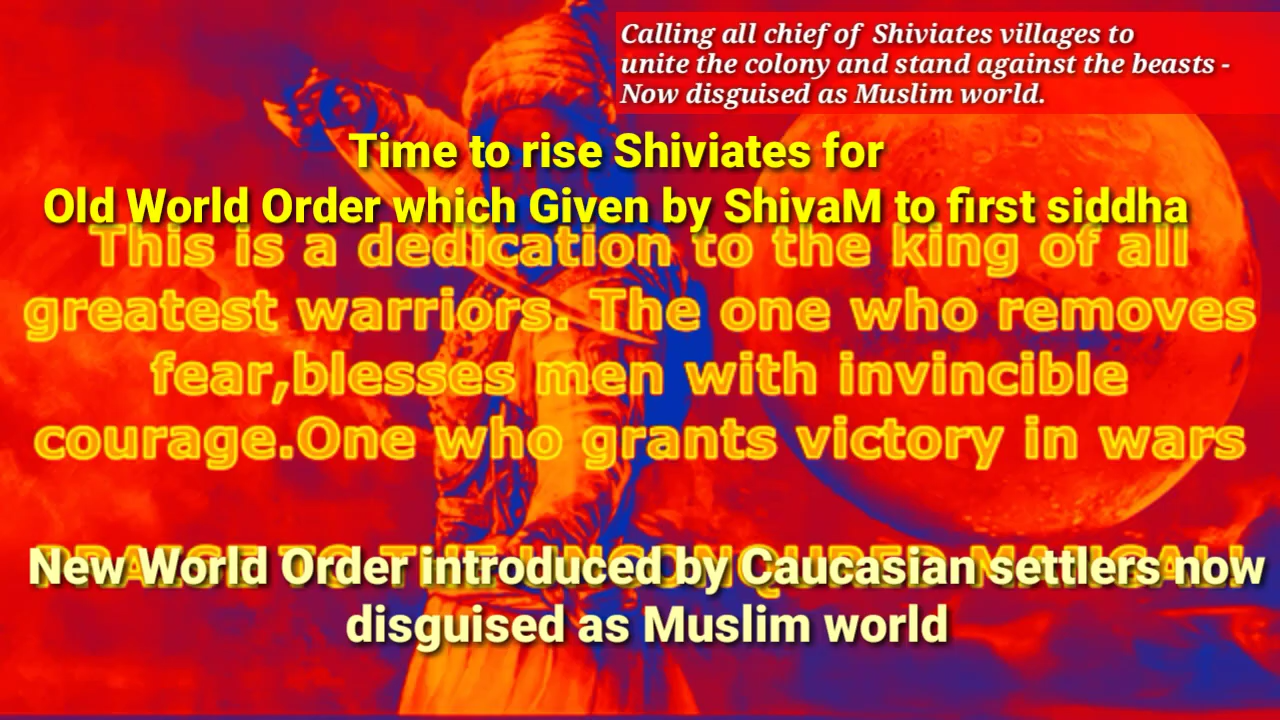 Calling all chief of Shiviates villages to
unite the colony and stand against the beasts -
Now disguised as Muslim world.
Time to rise Shiviates for
Old World Order which Given by ShivaM to first siddha
This is a dedication to the king of all
greatest warriors. The one who removes
fear,blesses men with invincible
courage.One who grants victory in wars
New World Order introduced by Caucasian settlers now
disguised as Muslim world